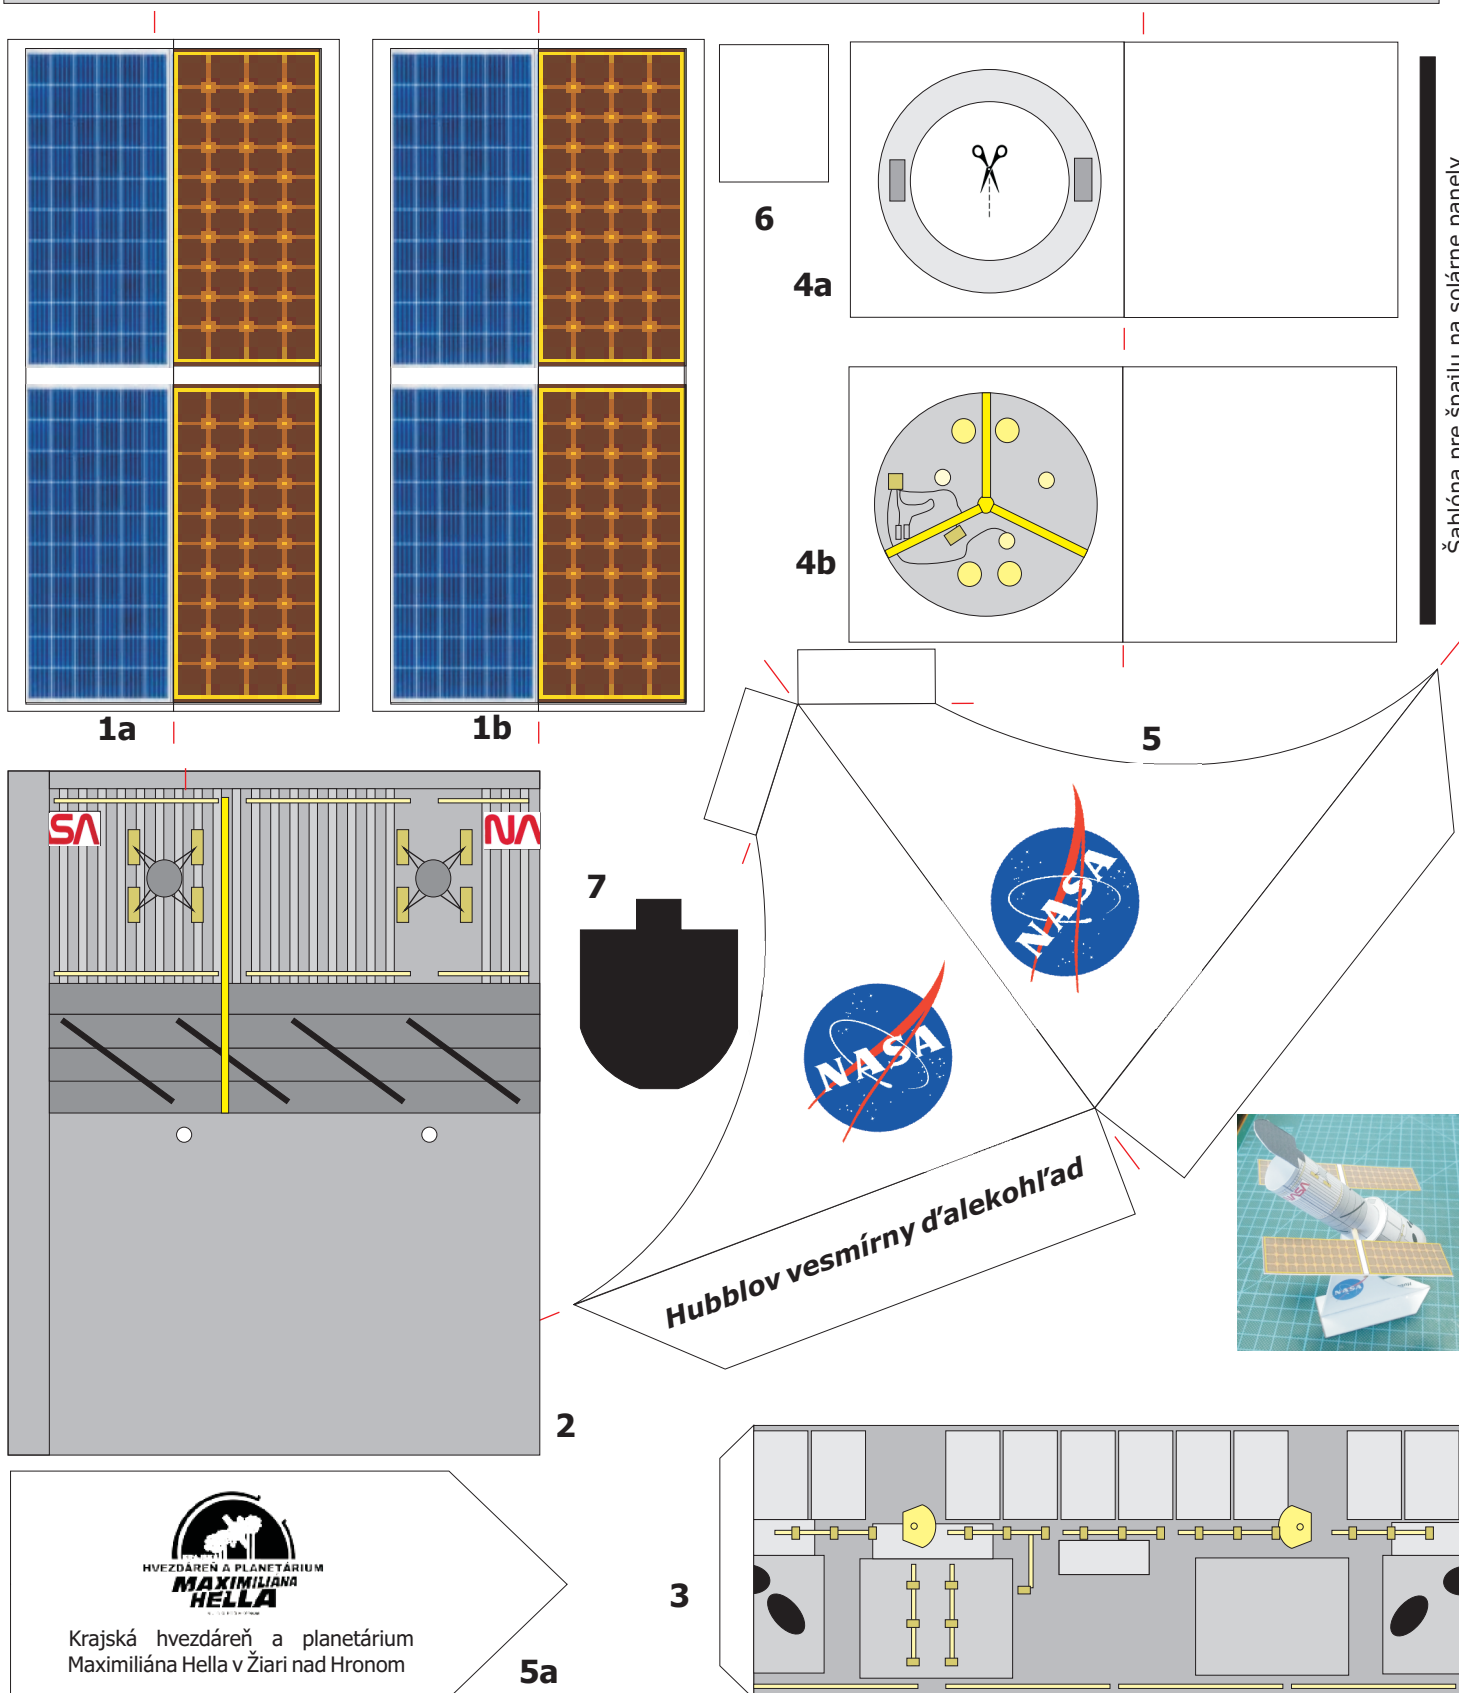 6
4a
4b
Šablóna pre špajlu na solárne panely
1a
1b
5
SA
NA
7
NASA
NASA
Hubblov vesmírny ďalekohľad
2
HVEZDÁREŇ A PLANETÁRIUM
MAXIMILIÁNA
HELLA
Krajská hvezdáreň a planetárium
Maximiliána Hella v Žiari nad Hronom
5a
3